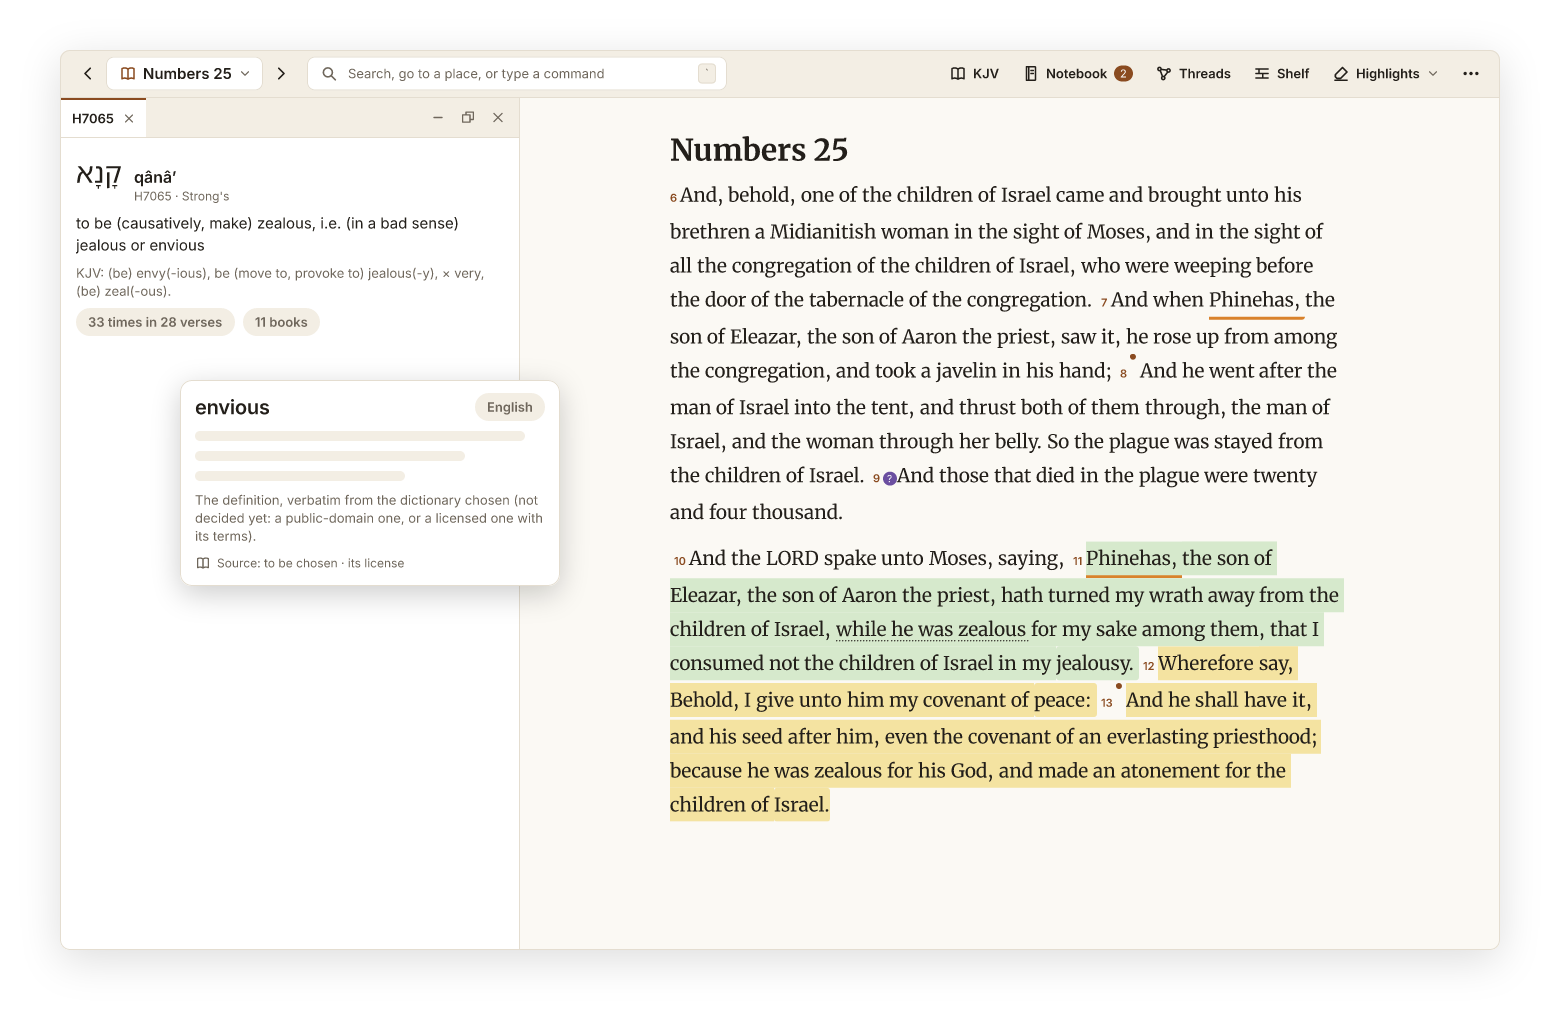 Numbers 25
Search, go to a place, or type a command
`
KJV
Notebook 2
Threads
Shelf
Highlights
H7065
קָנָא qânâʼ
H7065 · Strong's
to be (causatively, make) zealous, i.e. (in a bad sense)
jealous or envious
KJV: (be) envy(-ious), be (move to, provoke to) jealous(-y), × very,
(be) zeal(-ous).
33 times in 28 verses
11 books
envious
English
The definition, verbatim from the dictionary chosen (not
decided yet: a public-domain one, or a licensed one with
its terms).
Source: to be chosen · its license
Numbers 25
6 And, behold, one of the children of Israel came and brought unto his
brethren a Midianitish woman in the sight of Moses, and in the sight of
all the congregation of the children of Israel, who were weeping before
the door of the tabernacle of the congregation. 7 And when Phinehas, the
son of Eleazar, the son of Aaron the priest, saw it, he rose up from among
the congregation, and took a javelin in his hand; 8 And he went after the
man of Israel into the tent, and thrust both of them through, the man of
Israel, and the woman through her belly. So the plague was stayed from
the children of Israel. 9 ? And those that died in the plague were twenty
and four thousand.
10 And the LORD spake unto Moses, saying, 11 Phinehas, the son of
Eleazar, the son of Aaron the priest, hath turned my wrath away from the
children of Israel, while he was zealous for my sake among them, that I
consumed not the children of Israel in my jealousy. 12 Wherefore say,
Behold, I give unto him my covenant of peace: 13 And he shall have it,
and his seed after him, even the covenant of an everlasting priesthood;
because he was zealous for his God, and made an atonement for the
children of Israel.